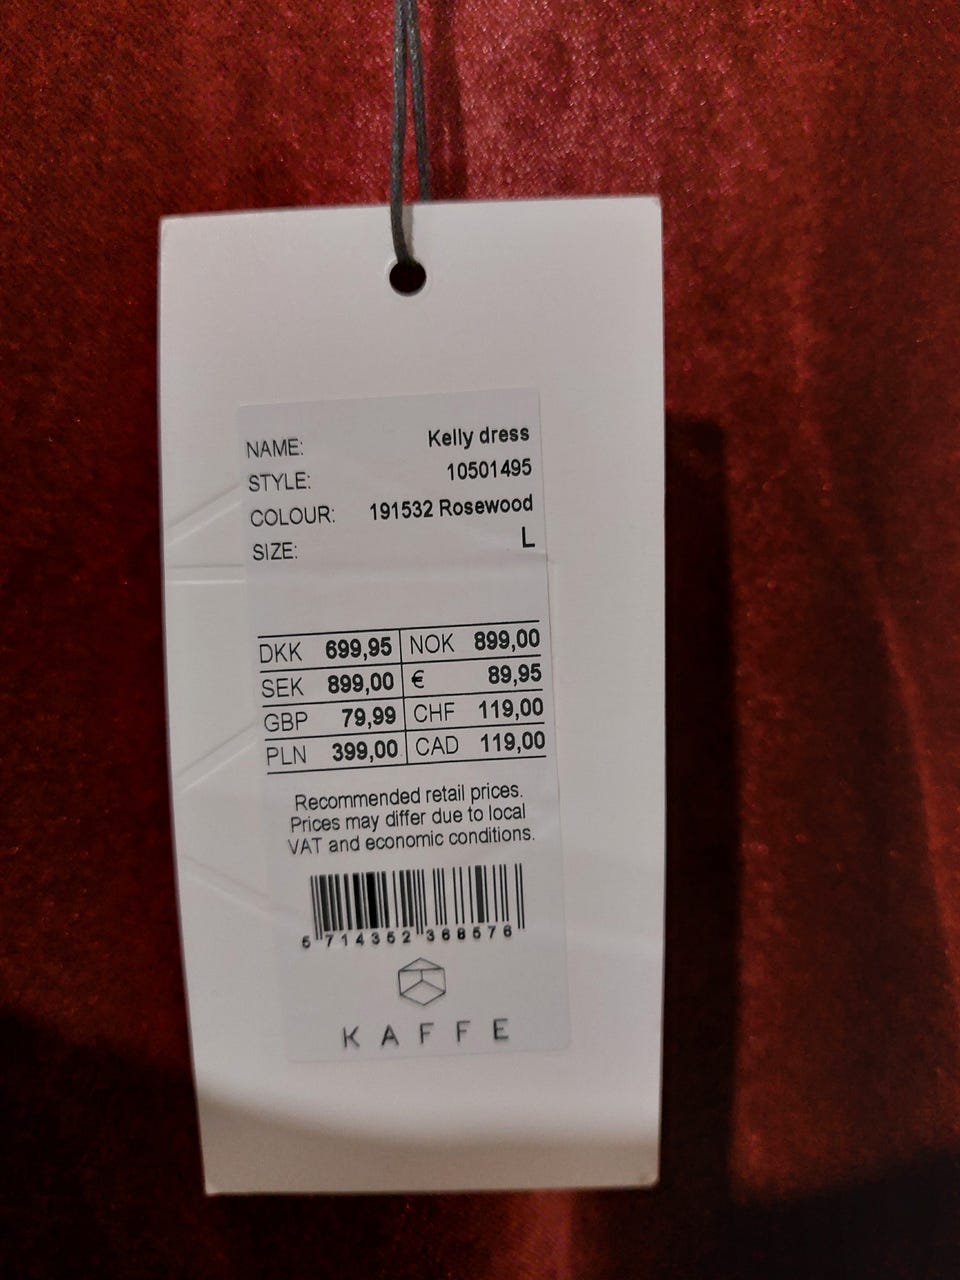 NAME: Kelly dress
STYLE: 10501495
COLOUR: 191532 Rosewood
SIZE: L
DKK 699,95 NOK 899,00
SEK 899,00 € 89,95
GBP 79,99 CHF 119,00
PLN 399,00 CAD 119,00
Recommended retail prices.
Prices may differ due to local
VAT and economic conditions.
5 714352 368576
KAFFE